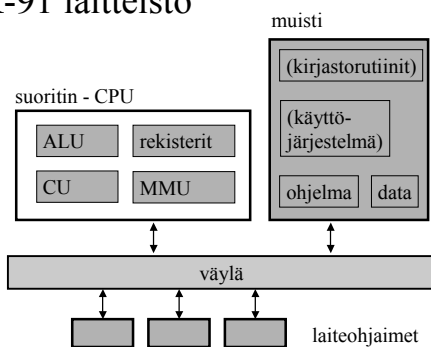 -91 laitteisto
muisti
(kirjastorutiinit)
suoritin - CPU
(käyttö-
järjestelmä)
ALU
rekisterit
CU
MMU
ohjelma
data
väylä
laiteohjaimet